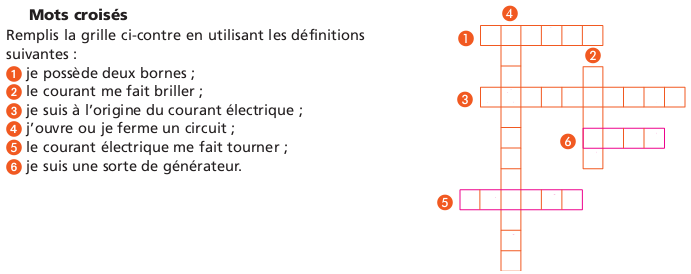 Mots croisés
Remplis la grille ci-contre en utilisant les définitions
suivantes :
1 je possède deux bornes ;
2 le courant me fait briller ;
3 je suis à l'origine du courant électrique ;
4 j'ouvre ou je ferme un circuit ;
5 le courant électrique me fait tourner ;
6 je suis une sorte de générateur.
4
1
2
3
6
5